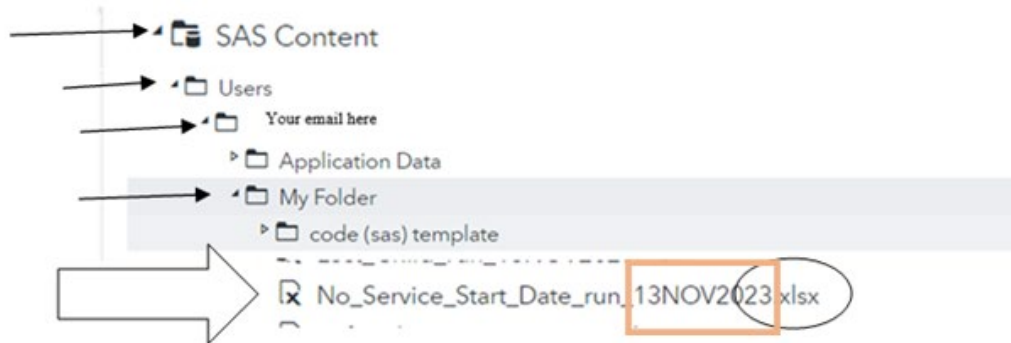 SAS Content
Users
Your email here
Application Data
My Folder
code (sas) template
No_Service_Start_Date_run_13NOV2023.xlsx